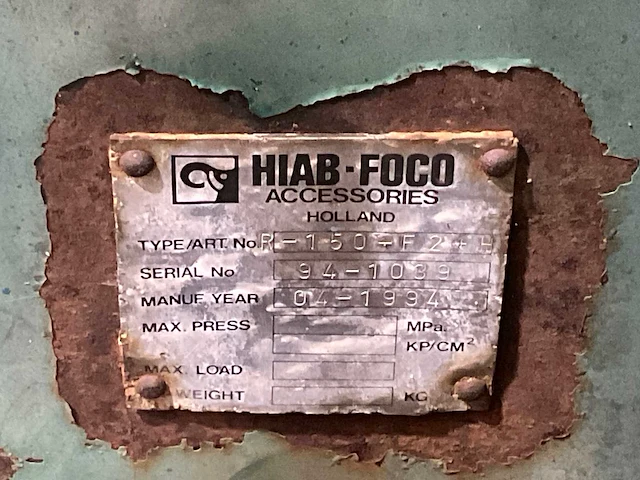 HIAB-FOCO
ACCESSORIES
HOLLAND
TYPE/ART. No R-150-F2+H
SERIAL No 94-1039
MANUF YEAR 04-1994
MAX. PRESS MPa.
KP/CM²
MAX. LOAD
WEIGHT KG